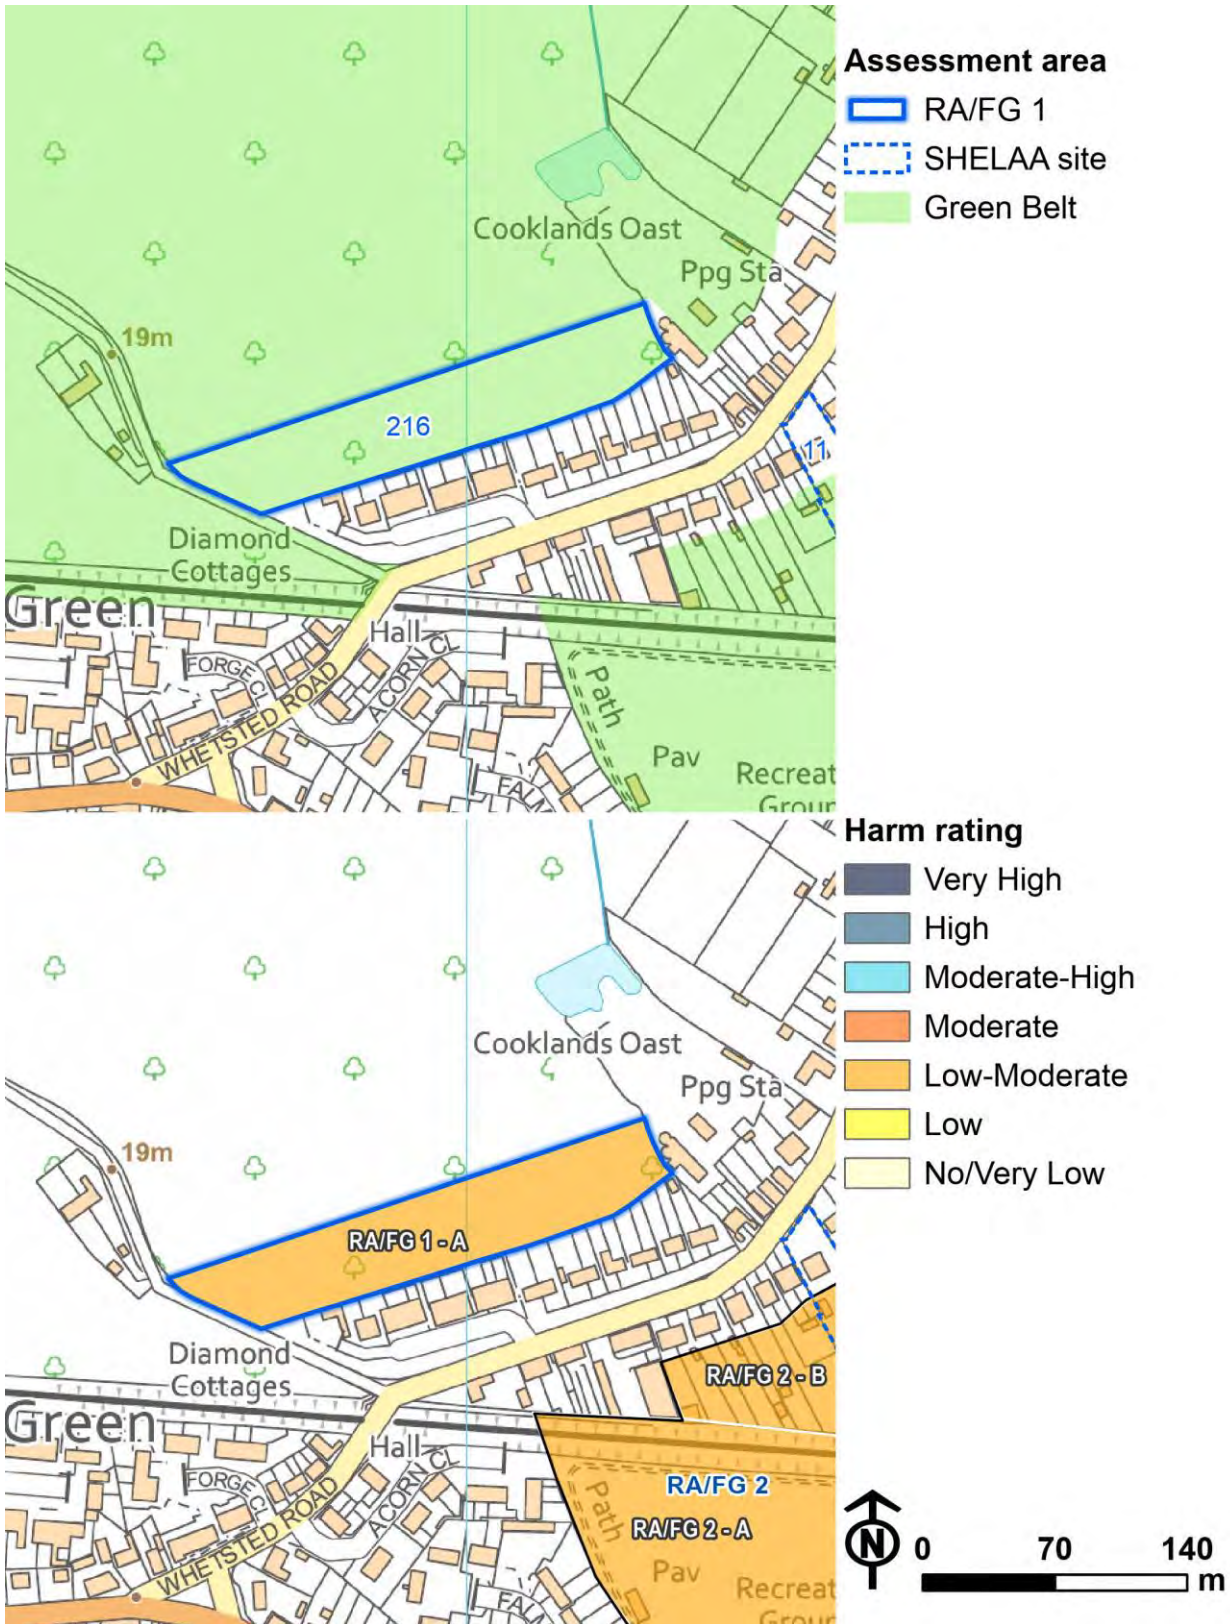 Assessment area
RA/FG 1
SHELAA site
Green Belt
Cooklands Oast
Ppg Sta
19m
216
11
Diamond
Cottages
Green
Hall
FORGE CL
ACORN CL
WHETSTED ROAD
Path
Pav
Recreat
Groun
FALM
Harm rating
Very High
High
Moderate-High
Moderate
Low-Moderate
Low
No/Very Low
Cooklands Oast
Ppg Sta
19m
RA/FG 1 - A
Diamond
Cottages
RA/FG 2 - B
Green
Hall
FORGE CL
ACORN CL
WHETSTED ROAD
RA/FG 2
Path
RA/FG 2 - A
Pav
Recreat
N
0 70 140
m